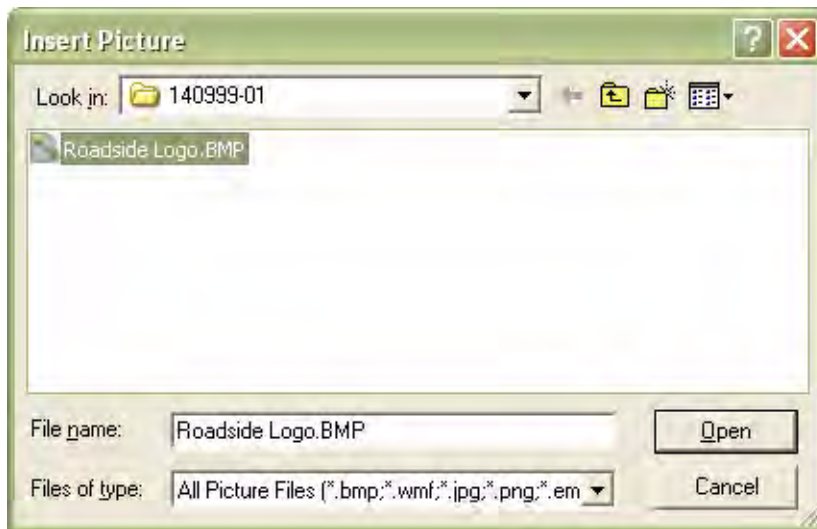 Insert Picture
Look in: 140999-01
Roadside Logo.BMP
File name: Roadside Logo.BMP Open
Files of type: All Picture Files (*.bmp;*.wmf;*.jpg;*.png;*.em Cancel